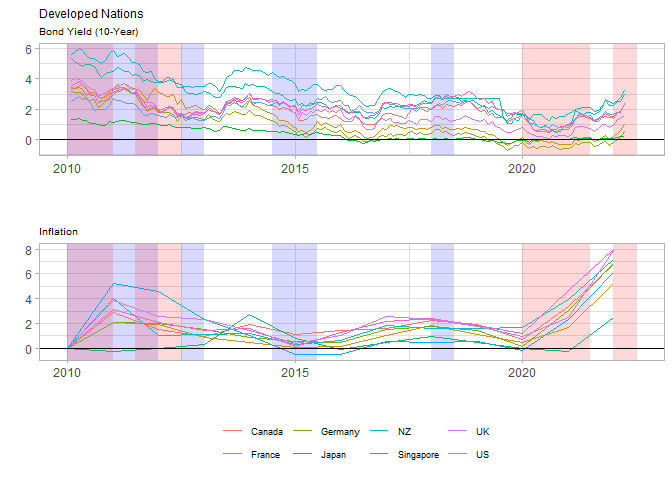 Developed Nations
Bond Yield (10-Year)
6
4
2
0
2010 2015 2020
Inflation
8
6
4
2
0
2010 2015 2020
Canada Germany NZ UK
France Japan Singapore US